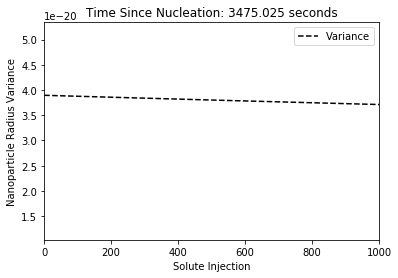 Time Since Nucleation: 3475.025 seconds
1e−20
Variance
5.0
4.5
4.0
3.5
3.0
2.5
2.0
1.5
Nanoparticle Radius Variance
0 200 400 600 800 1000
Solute Injection